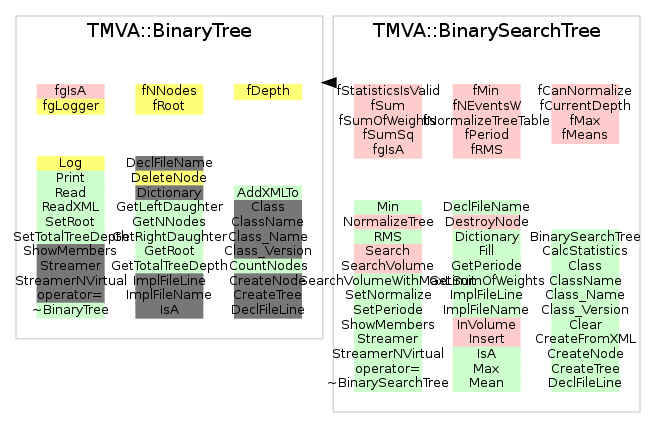 TMVA::BinaryTree
fgIsA
fgLogger
fNNodes
fRoot
fDepth
Log
Print
Read
ReadXML
SetRoot
SetTotalTreeDepth
ShowMembers
Streamer
StreamerNVirtual
operator=
~BinaryTree
DeclFileName
DeleteNode
Dictionary
GetLeftDaughter
GetNNodes
GetRightDaughter
GetRoot
GetTotalTreeDepth
ImplFileLine
ImplFileName
IsA
AddXMLTo
Class
ClassName
Class_Name
Class_Version
CountNodes
CreateNode
CreateTree
DeclFileLine
TMVA::BinarySearchTree
fStatisticsIsValid
fSum
fSumOfWeights
fSumSq
fgIsA
fMin
fNEventsW
fNormalizeTreeTable
fPeriod
fRMS
fCanNormalize
fCurrentDepth
fMax
fMeans
Min
NormalizeTree
RMS
Search
SearchVolume
SearchVolumeWithMaxLimit
SetNormalize
SetPeriode
ShowMembers
Streamer
StreamerNVirtual
operator=
~BinarySearchTree
DeclFileName
DestroyNode
Dictionary
Fill
GetPeriode
GetSumOfWeights
ImplFileLine
ImplFileName
InVolume
Insert
IsA
Max
Mean
BinarySearchTree
CalcStatistics
Class
ClassName
Class_Name
Class_Version
Clear
CreateFromXML
CreateNode
CreateTree
DeclFileLine